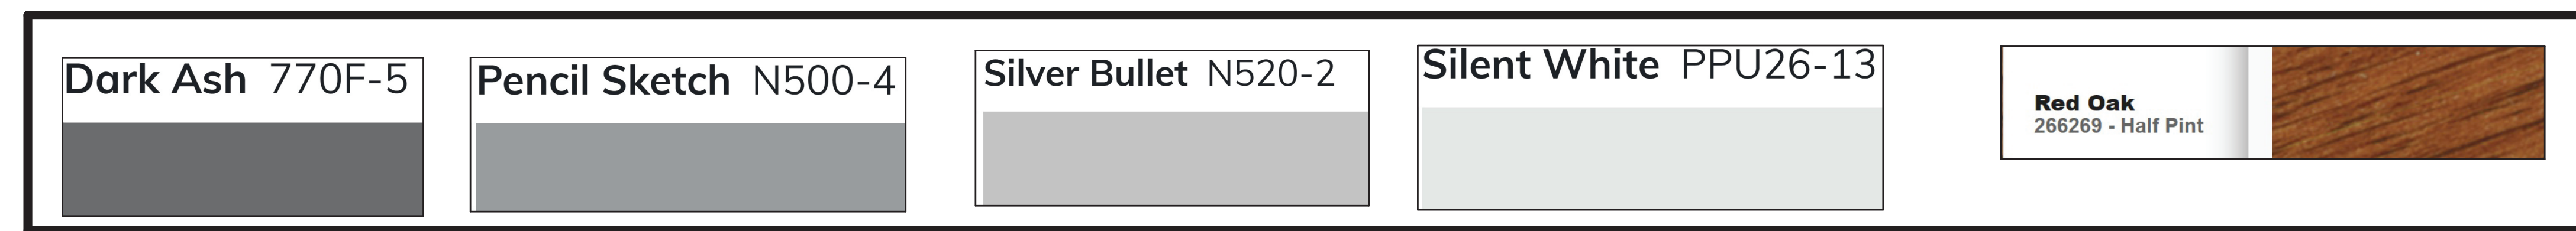 Dark Ash 770F-5
Pencil Sketch N500-4
Silver Bullet N520-2
Silent White PPU26-13
Red Oak
266269 - Half Pint